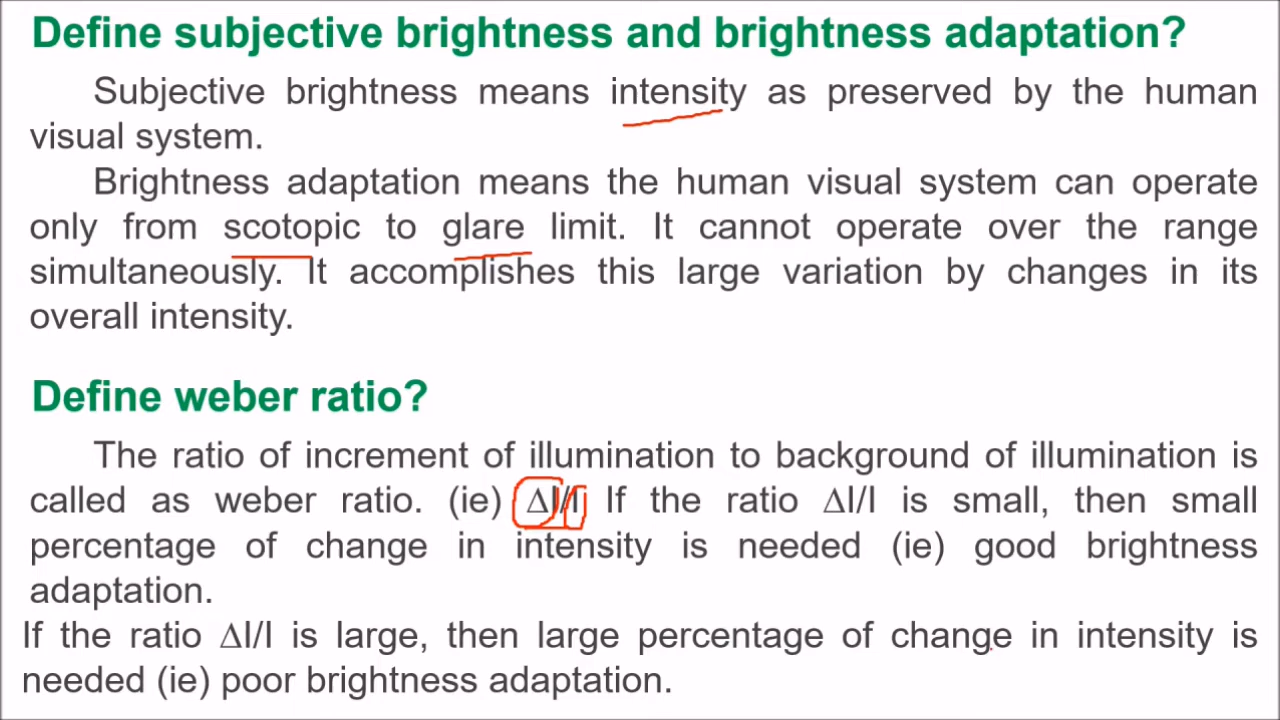 Define subjective brightness and brightness adaptation?
Subjective brightness means intensity as preserved by the human
visual system.
Brightness adaptation means the human visual system can operate
only from scotopic to glare limit. It cannot operate over the range
simultaneously. It accomplishes this large variation by changes in its
overall intensity.
Define weber ratio?
The ratio of increment of illumination to background of illumination is
called as weber ratio. (ie) ∆I/I If the ratio ∆I/I is small, then small
percentage of change in intensity is needed (ie) good brightness
adaptation.
If the ratio ∆I/I is large, then large percentage of change in intensity is
needed (ie) poor brightness adaptation.